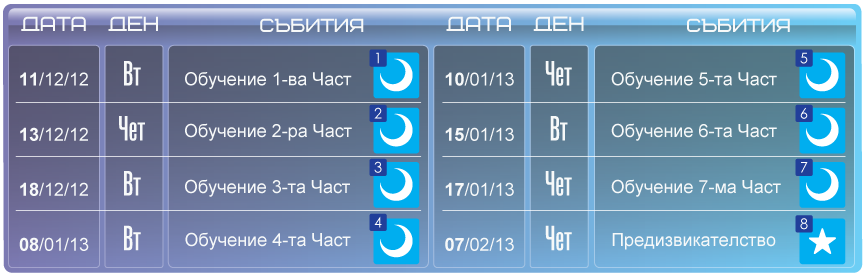 ДАТА ДЕН СЪБИТИЯ ДАТА ДЕН СЪБИТИЯ
11/12/12 Вт Обучение 1-ва Част 1 10/01/13 Чет Обучение 5-та Част 5
13/12/12 Чет Обучение 2-ра Част 2 15/01/13 Вт Обучение 6-та Част 6
18/12/12 Вт Обучение 3-та Част 3 17/01/13 Чет Обучение 7-ма Част 7
08/01/13 Вт Обучение 4-та Част 4 07/02/13 Чет Предизвикателство 8